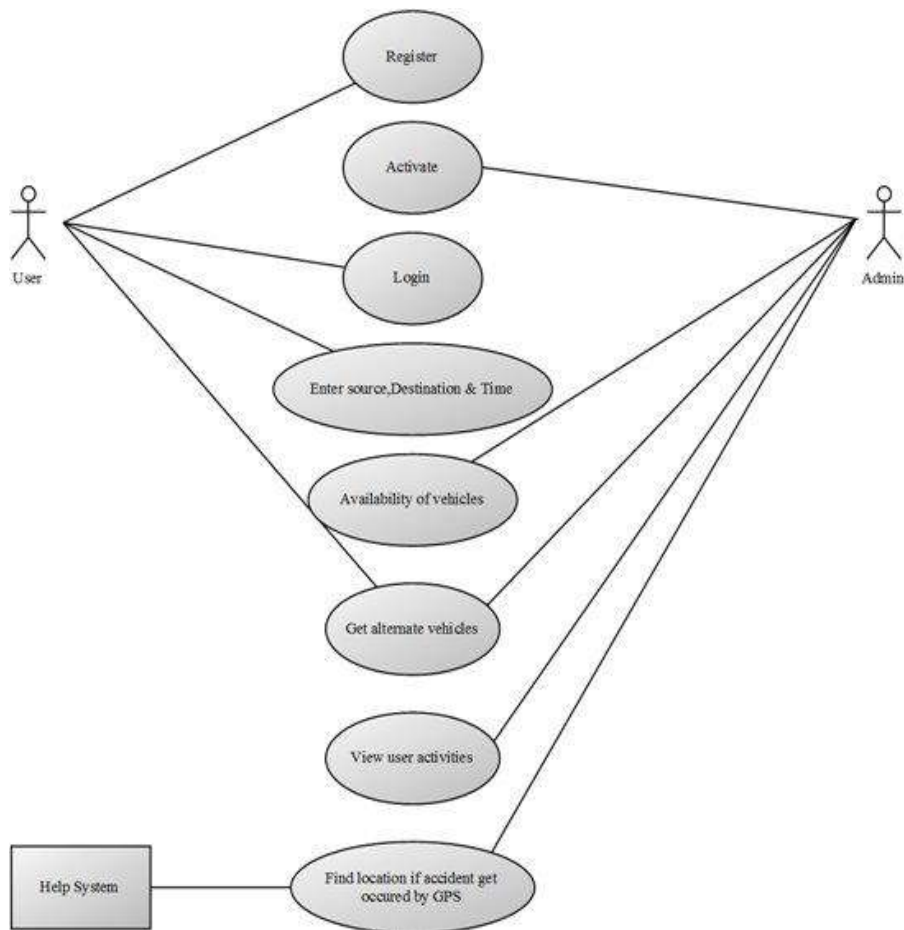 Register
Activate
User
Admin
Login
Enter source,Destination & Time
Availability of vehicles
Get alternate vehicles
View user activities
Help System
Find location if accident get
occured by GPS